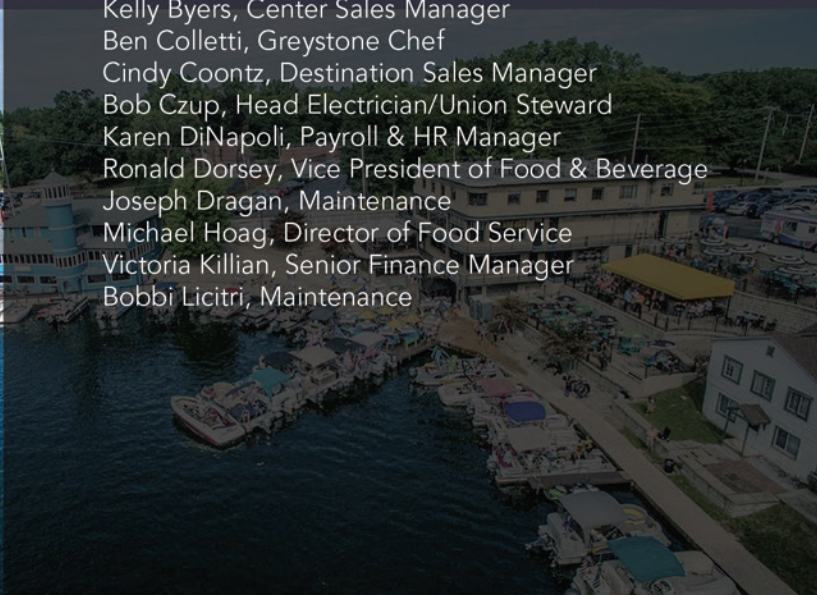 Kelly Byers, Center Sales Manager
Ben Colletti, Greystone Chef
Cindy Coontz, Destination Sales Manager
Bob Czup, Head Electrician/Union Steward
Karen DiNapoli, Payroll & HR Manager
Ronald Dorsey, Vice President of Food & Beverage
Joseph Dragan, Maintenance
Michael Hoag, Director of Food Service
Victoria Killian, Senior Finance Manager
Bobbi Licitri, Maintenance